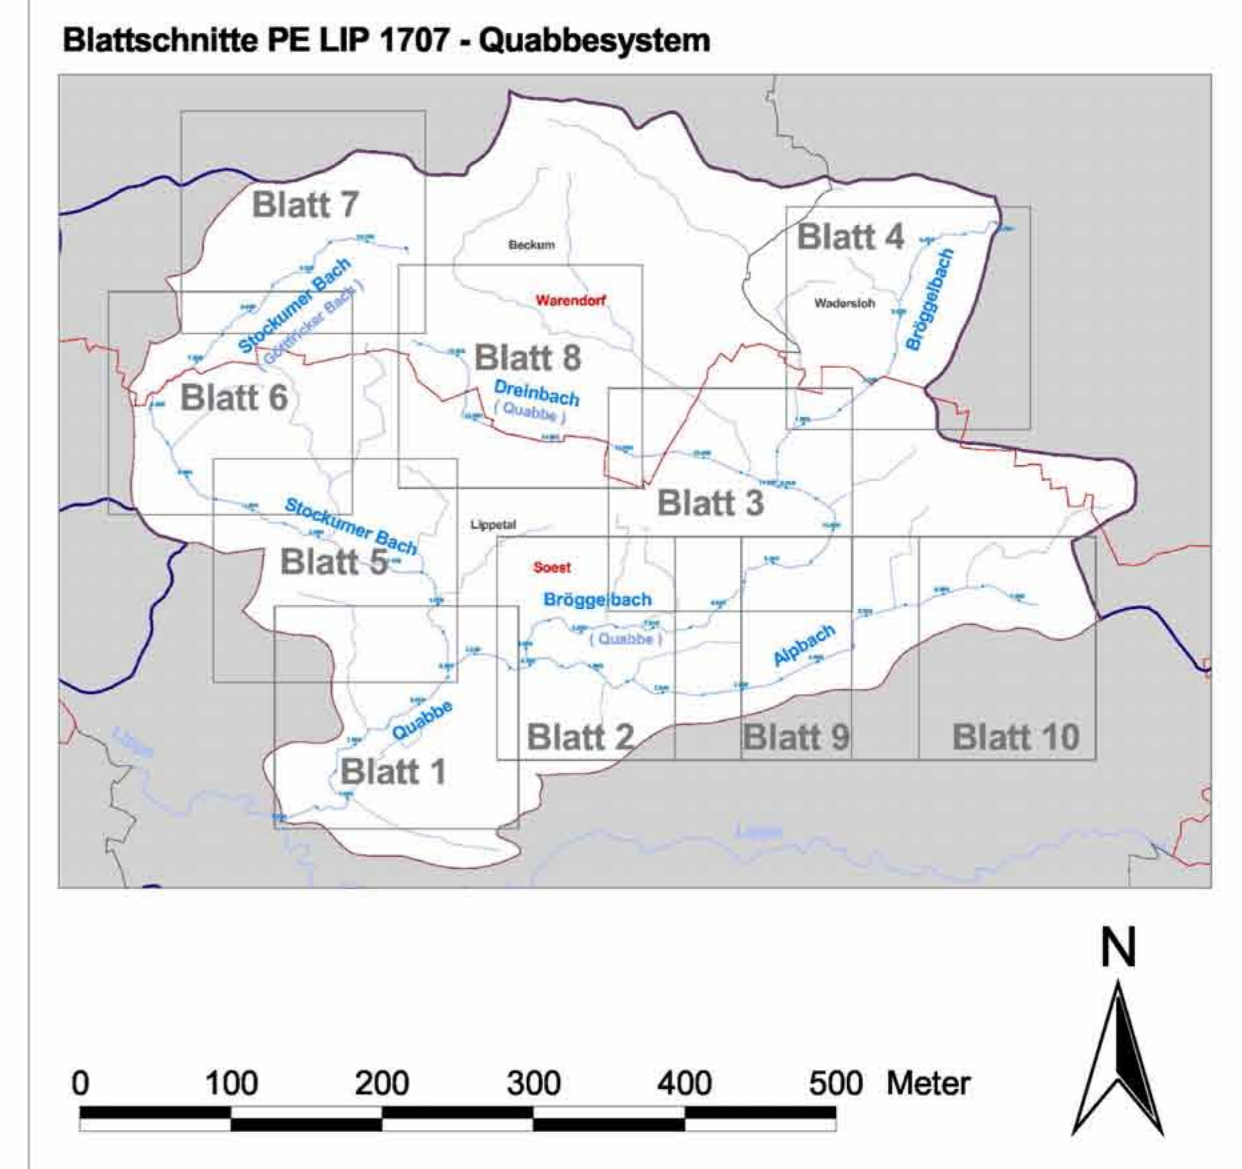 Blattschnitte PE LIP 1707 - Quabbesystem
Blatt 7
Blatt 4
Beckum
Stockumer Bach
( Göttfricker Bach )
Warendorf
Wadersloh
Bröggelbach
Blatt 8
Dreinbach
( Quabbe )
Blatt 6
Blatt 3
Stockumer Bach
Lippetal
Blatt 5
Soest
Bröggelbach
( Quabbe )
Alpbach
Quabbe
Blatt 2
Blatt 9
Blatt 10
Lippe
Blatt 1
Lippe
N
0 100 200 300 400 500 Meter